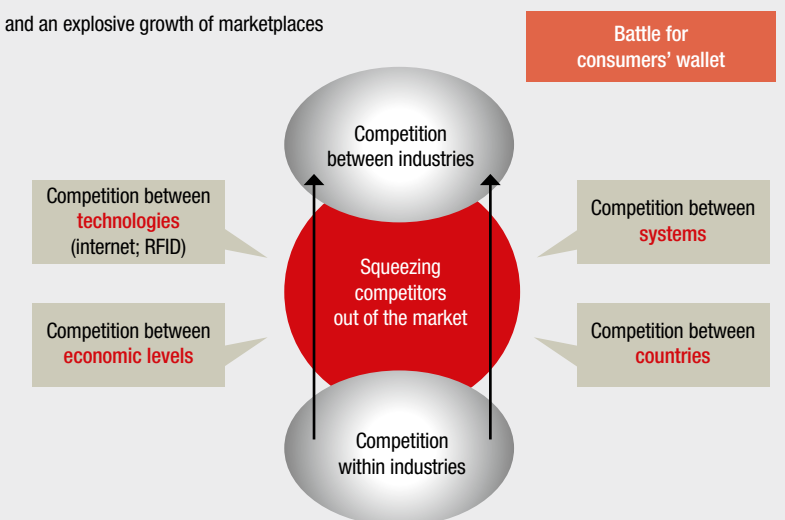 and an explosive growth of marketplaces
Battle for
consumers’ wallet
Competition
between industries
Competition between
technologies
(internet; RFID)
Competition between
systems
Squeezing
competitors
out of the market
Competition between
economic levels
Competition between
countries
Competition
within industries